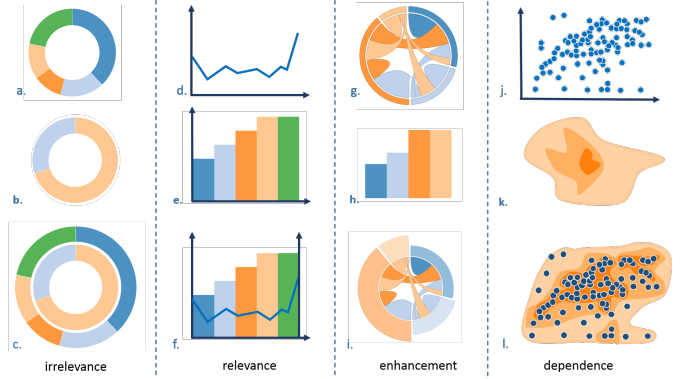 a.
d.
g.
j.
b.
e.
h.
k.
c.
f.
i.
l.
irrelevance
relevance
enhancement
dependence